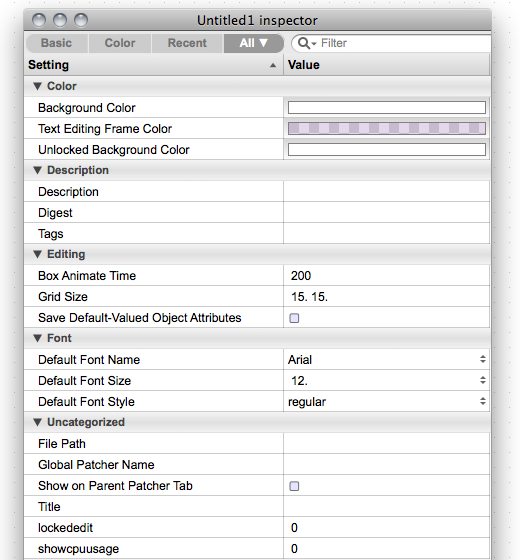 Untitled1 inspector
Basic Color Recent All ▼ Filter
Setting Value
▼ Color
Background Color
Text Editing Frame Color
Unlocked Background Color
▼ Description
Description
Digest
Tags
▼ Editing
Box Animate Time 200
Grid Size 15. 15.
Save Default-Valued Object Attributes
▼ Font
Default Font Name Arial
Default Font Size 12.
Default Font Style regular
▼ Uncategorized
File Path
Global Patcher Name
Show on Parent Patcher Tab
Title
lockededit 0
showcpuusage 0